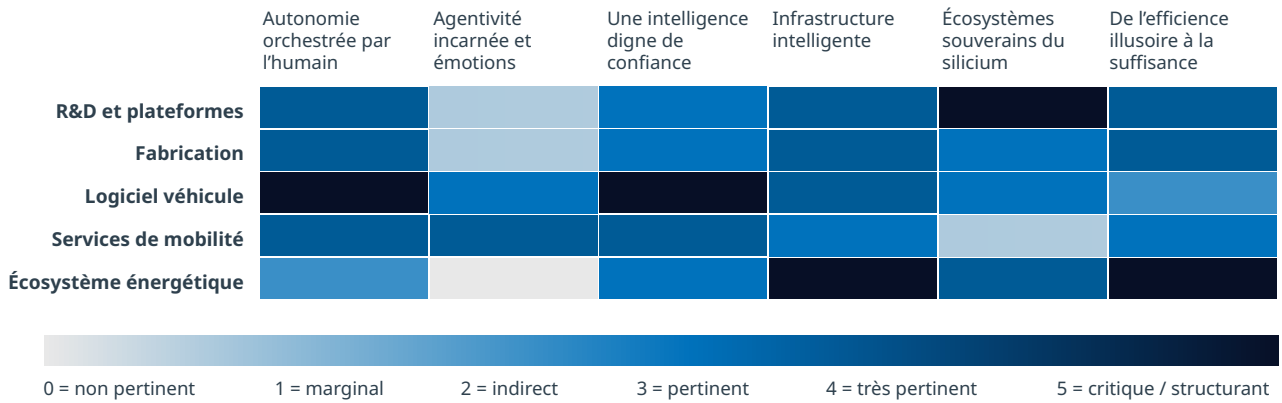 Autonomie
orchestrée par
l’humain
Agentivité
incarnée et
émotions
Une intelligence
digne de
confiance
Infrastructure
intelligente
Écosystèmes
souverains du
silicium
De l’efficience
illusoire à la
suffisance
R&D et plateformes
Fabrication
Logiciel véhicule
Services de mobilité
Écosystème énergétique
0 = non pertinent
1 = marginal
2 = indirect
3 = pertinent
4 = très pertinent
5 = critique / structurant